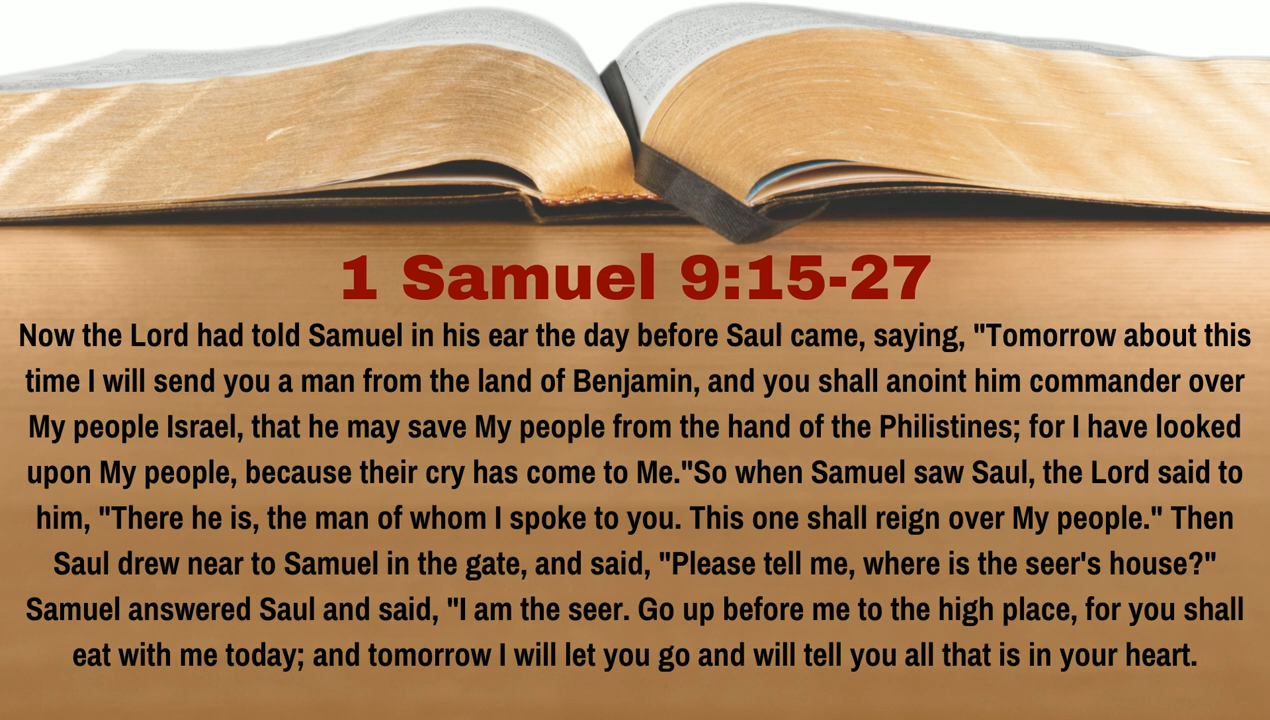 1 Samuel 9:15-27
Now the Lord had told Samuel in his ear the day before Saul came, saying, "Tomorrow about this
time I will send you a man from the land of Benjamin, and you shall anoint him commander over
My people Israel, that he may save My people from the hand of the Philistines; for I have looked
upon My people, because their cry has come to Me."So when Samuel saw Saul, the Lord said to
him, "There he is, the man of whom I spoke to you. This one shall reign over My people." Then
Saul drew near to Samuel in the gate, and said, "Please tell me, where is the seer's house?"
Samuel answered Saul and said, "I am the seer. Go up before me to the high place, for you shall
eat with me today; and tomorrow I will let you go and will tell you all that is in your heart.